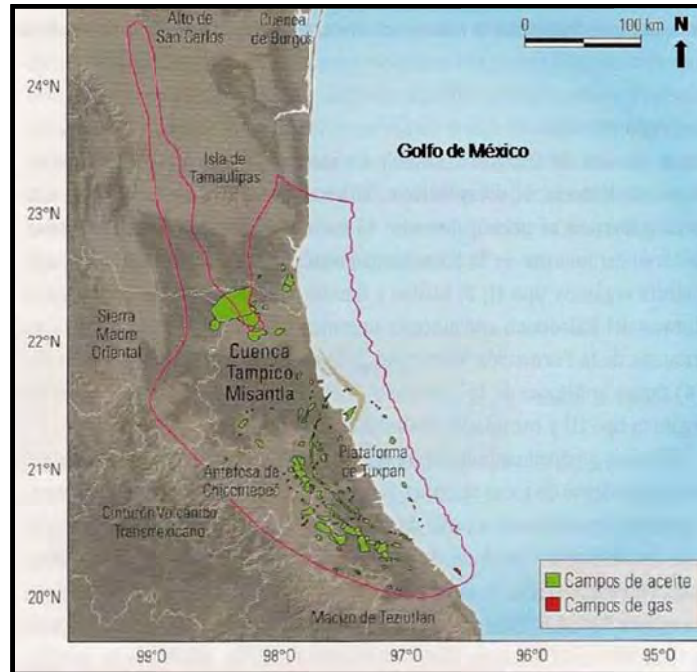 Alto de
San Carlos
Cuenca
de Burgos
0 100 km
N
24°N
Golfo de México
Isla de
Tamaulipas
23°N
Sierra
Madre
Oriental
22°N
Cuenca
Tampico
Misantla
21°N
Plataforma
de Tuxpan
Antefosa de
Chicontepec
Cinturón Volcánico
Transmexicano
Campos de aceite
Campos de gas
20°N
Macizo de Teziutlán
99°0
98°0
97°0
96°0
95°0